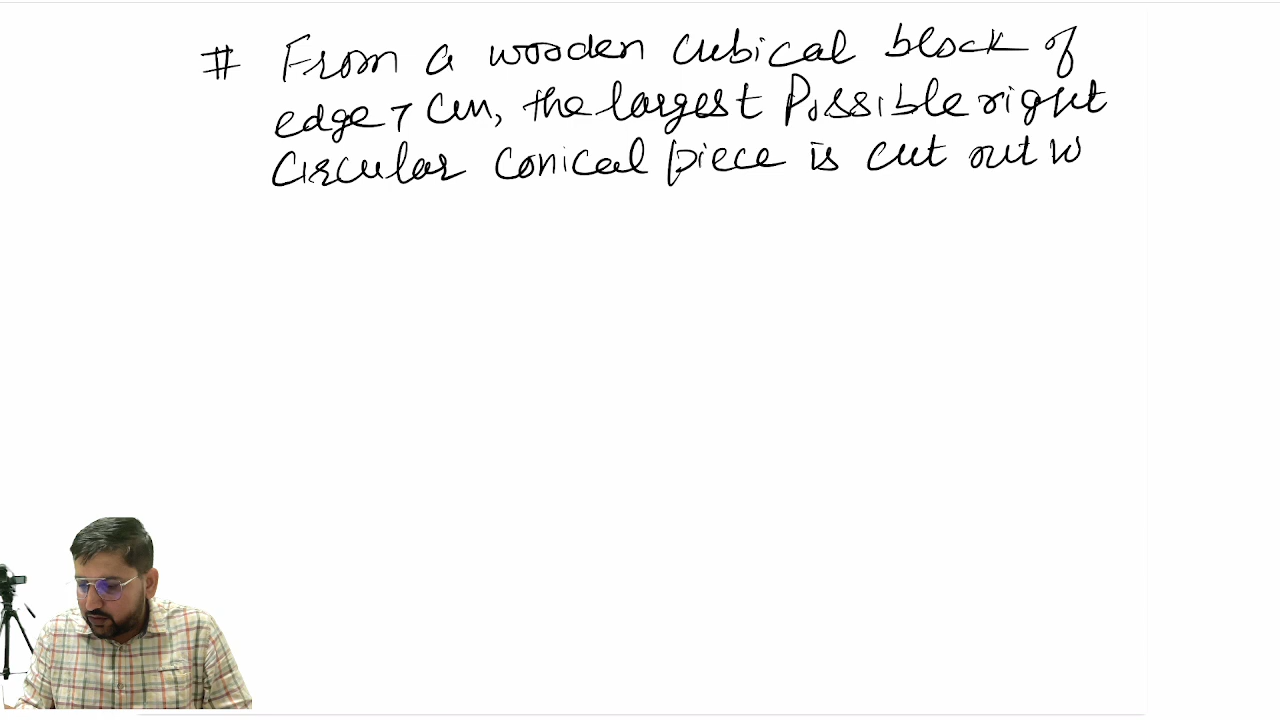 # From a wooden cubical block of
edge 7 cm, the largest Possible right
Circular Conical piece is cut out w